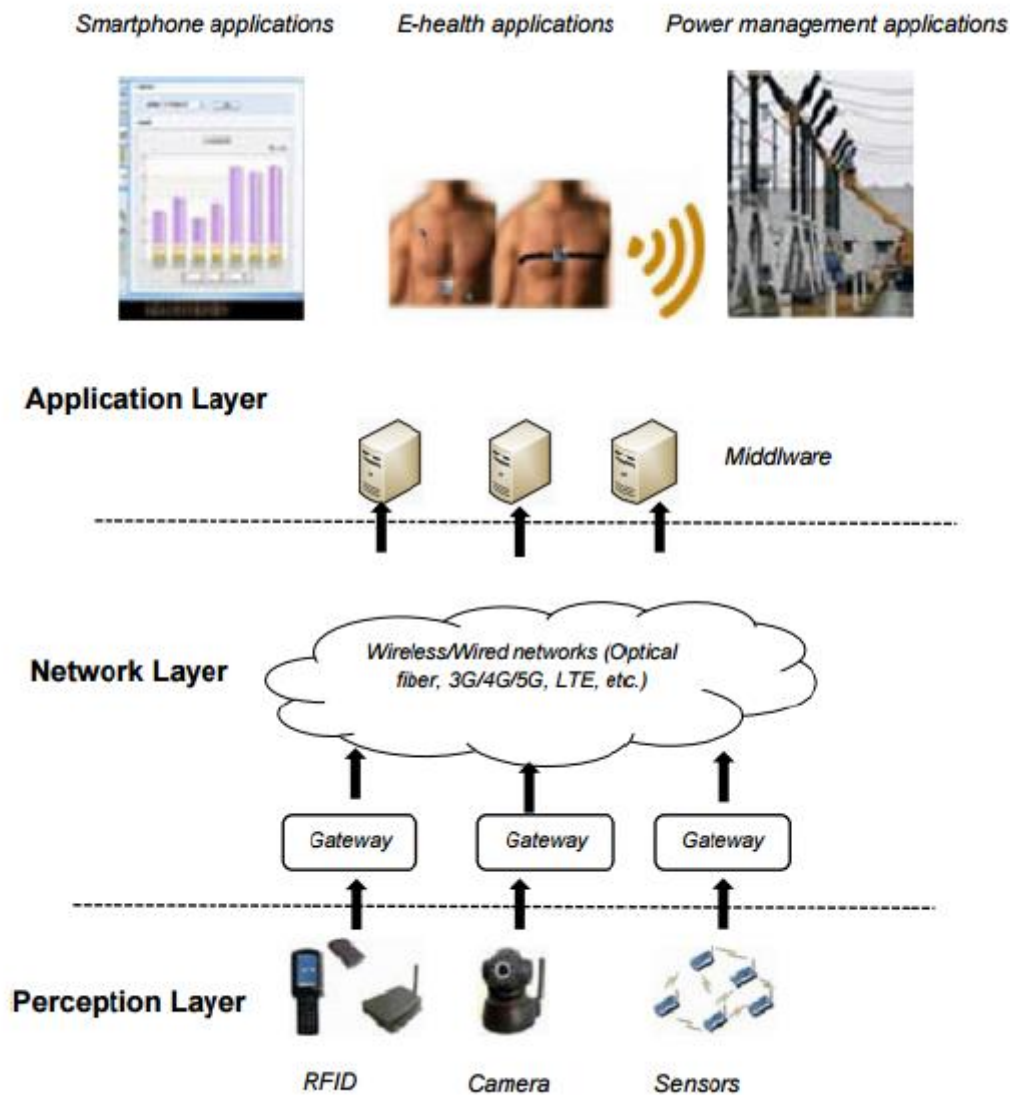 Smartphone applications E-health applications Power management applications
Application Layer
Middlware
Network Layer
Wireless/Wired networks (Optical
fiber, 3G/4G/5G, LTE, etc.)
Gateway Gateway Gateway
Perception Layer
RFID Camera Sensors